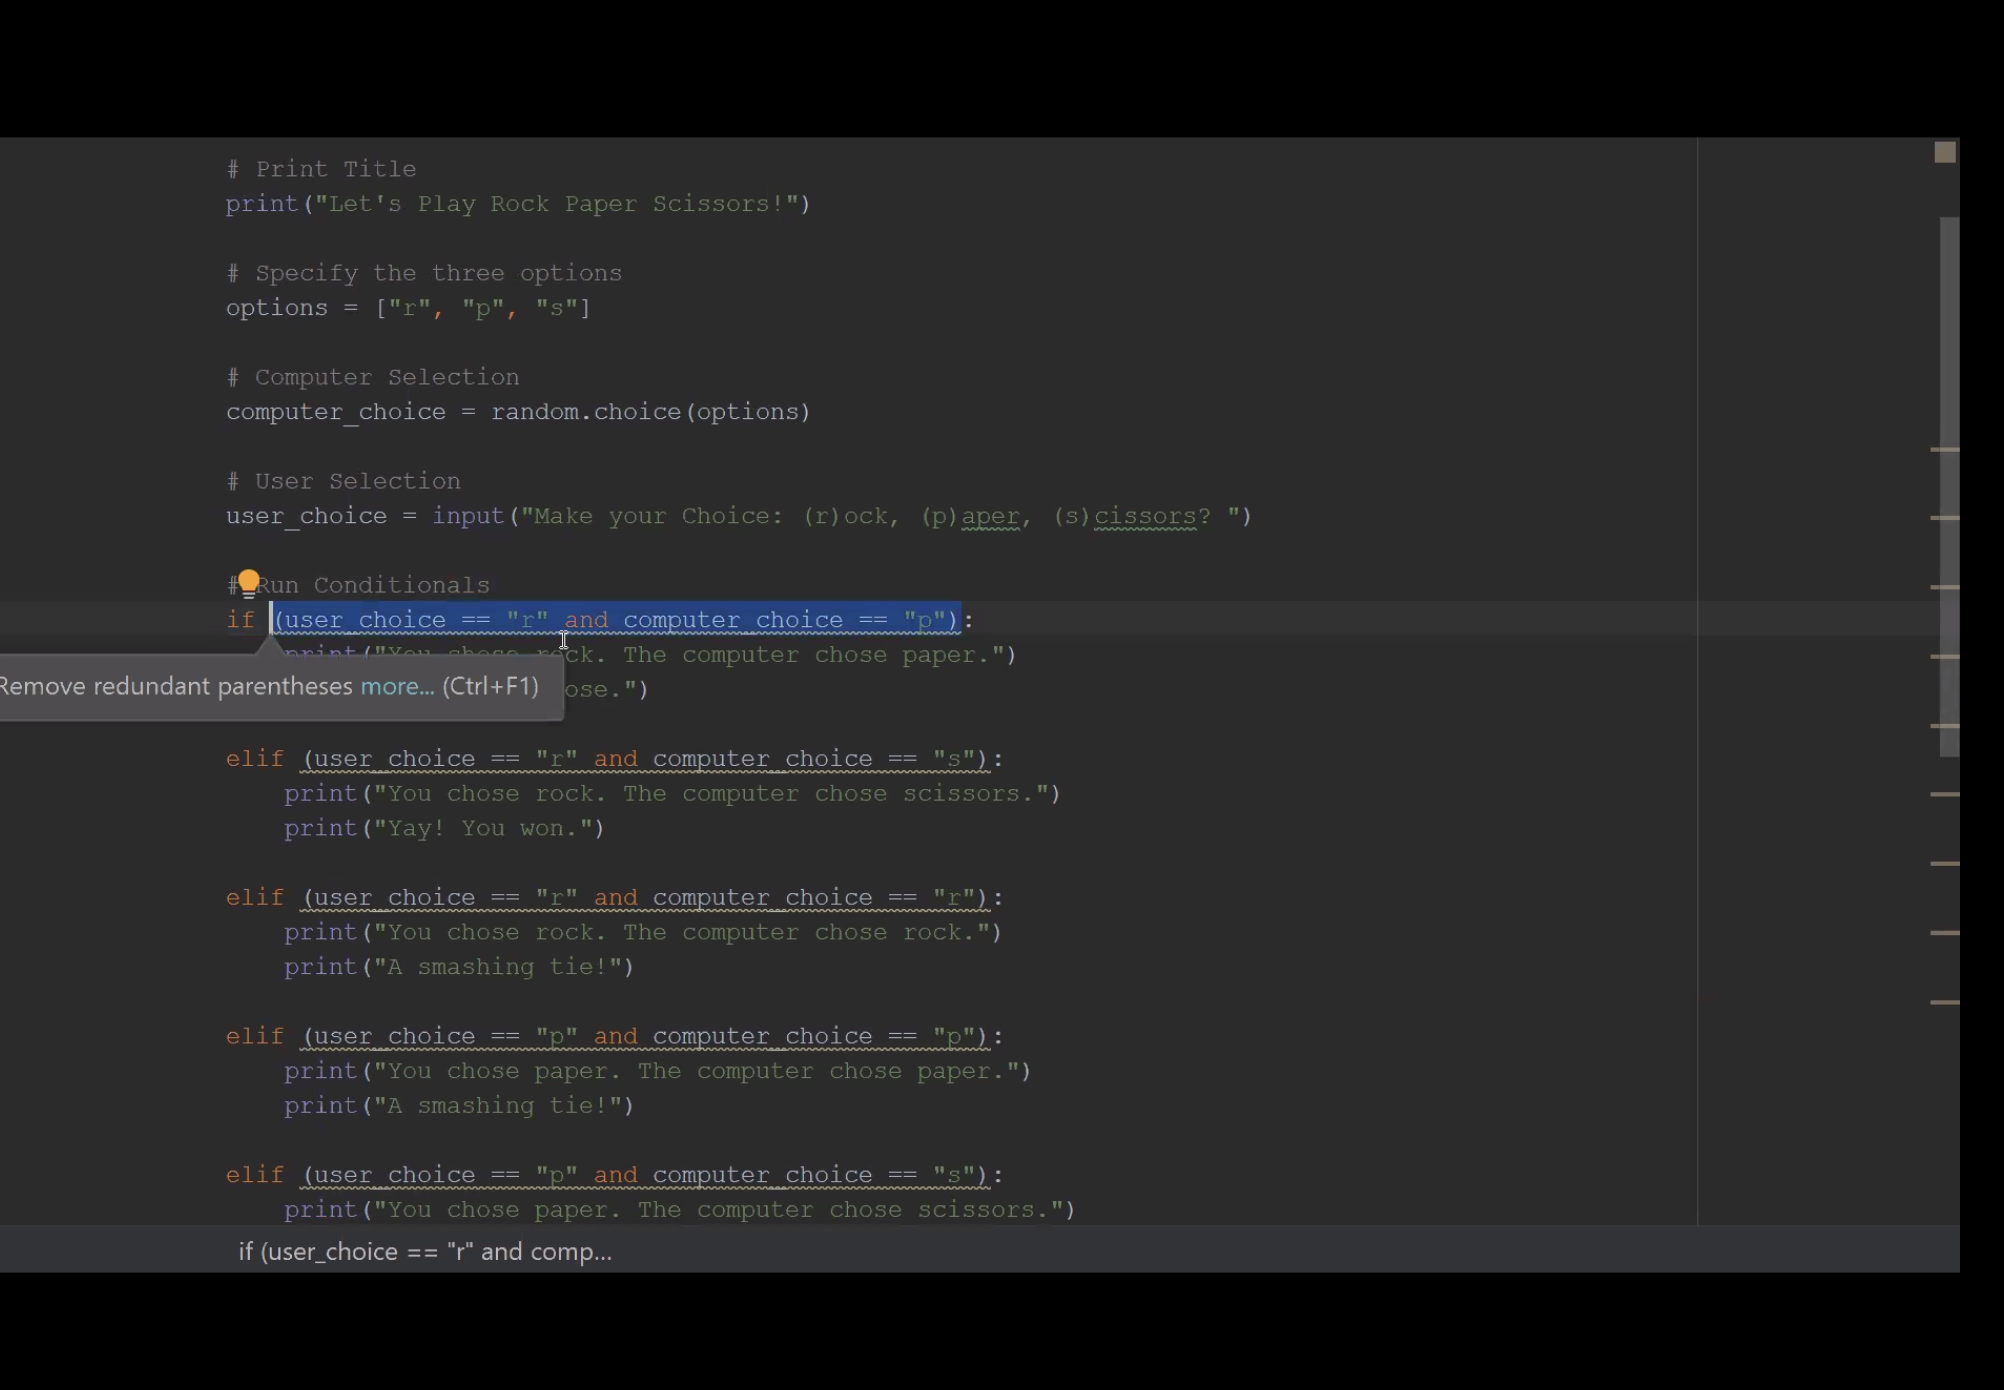 # Print Title
print("Let's Play Rock Paper Scissors!")
# Specify the three options
options = ["r", "p", "s"]
# Computer Selection
computer_choice = random.choice(options)
# User Selection
user_choice = input("Make your Choice: (r)ock, (p)aper, (s)cissors? ")
# Run Conditionals
if (user_choice == "r" and computer_choice == "p"):
print("You chose rock. The computer chose paper.")
Remove redundant parentheses more... (Ctrl+F1)
ose.")
elif (user_choice == "r" and computer_choice == "s"):
print("You chose rock. The computer chose scissors.")
print("Yay! You won.")
elif (user_choice == "r" and computer_choice == "r"):
print("You chose rock. The computer chose rock.")
print("A smashing tie!")
elif (user_choice == "p" and computer_choice == "p"):
print("You chose paper. The computer chose paper.")
print("A smashing tie!")
elif (user_choice == "p" and computer_choice == "s"):
print("You chose paper. The computer chose scissors.")
if (user_choice == "r" and comp...